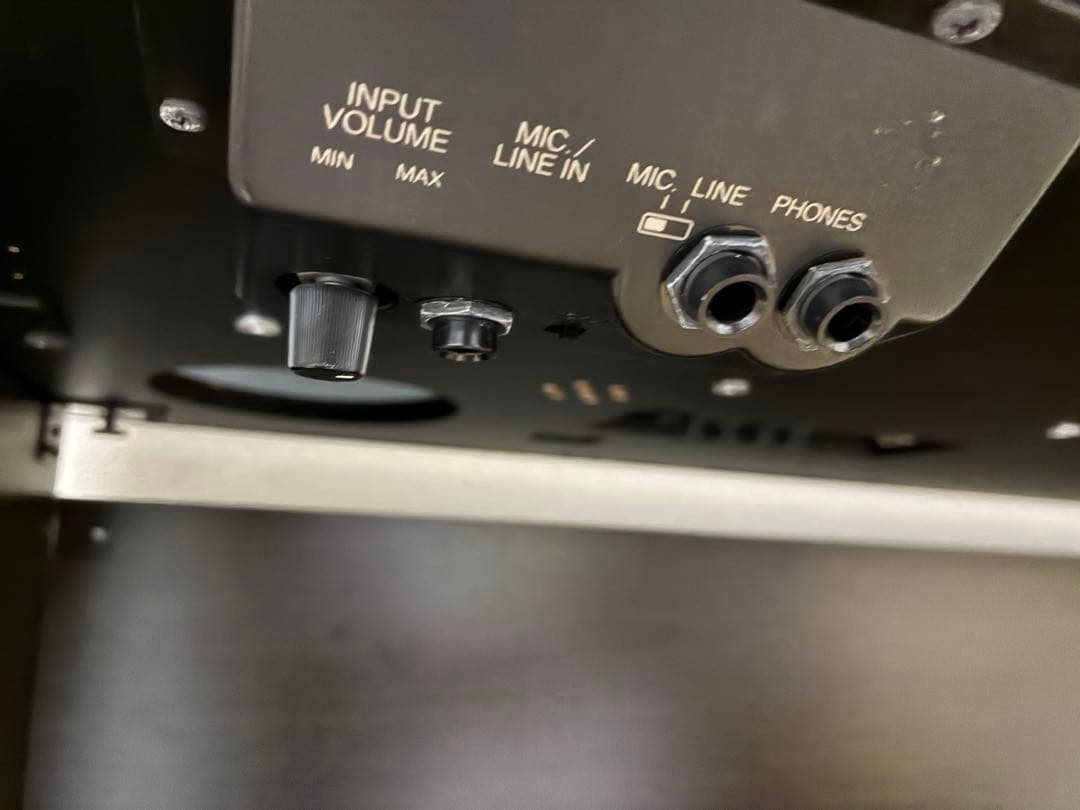 INPUT
VOLUME
MIN MAX
MIC./
LINE IN
MIC. LINE
PHONES